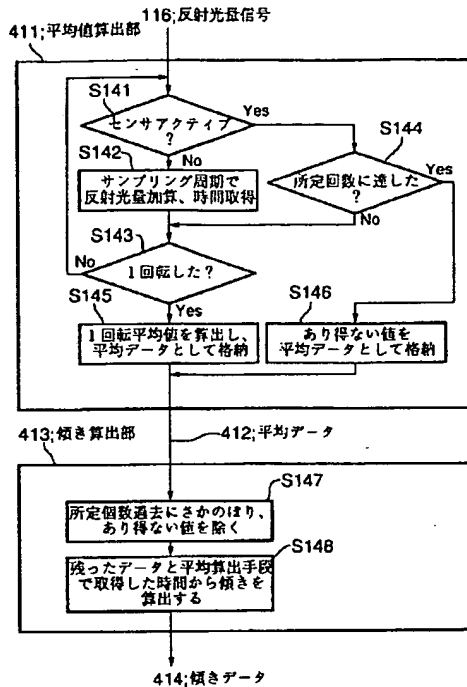 116;反射光量信号
411;平均値算出部
S141
センサアクティブ
?
Yes
S144
S142
No
サンプリング周期で
反射光量加算、時間取得
所定回数に達した
?
Yes
No
S143
No
1回転した?
S145
Yes
S146
1回転平均値を算出し、
平均データとして格納
あり得ない値を
平均データとして格納
413;傾き算出部
412;平均データ
S147
所定個数過去にさかのぼり、
あり得ない値を除く
S148
残ったデータと平均算出手段
で取得した時間から傾きを
算出する
414;傾きデータ